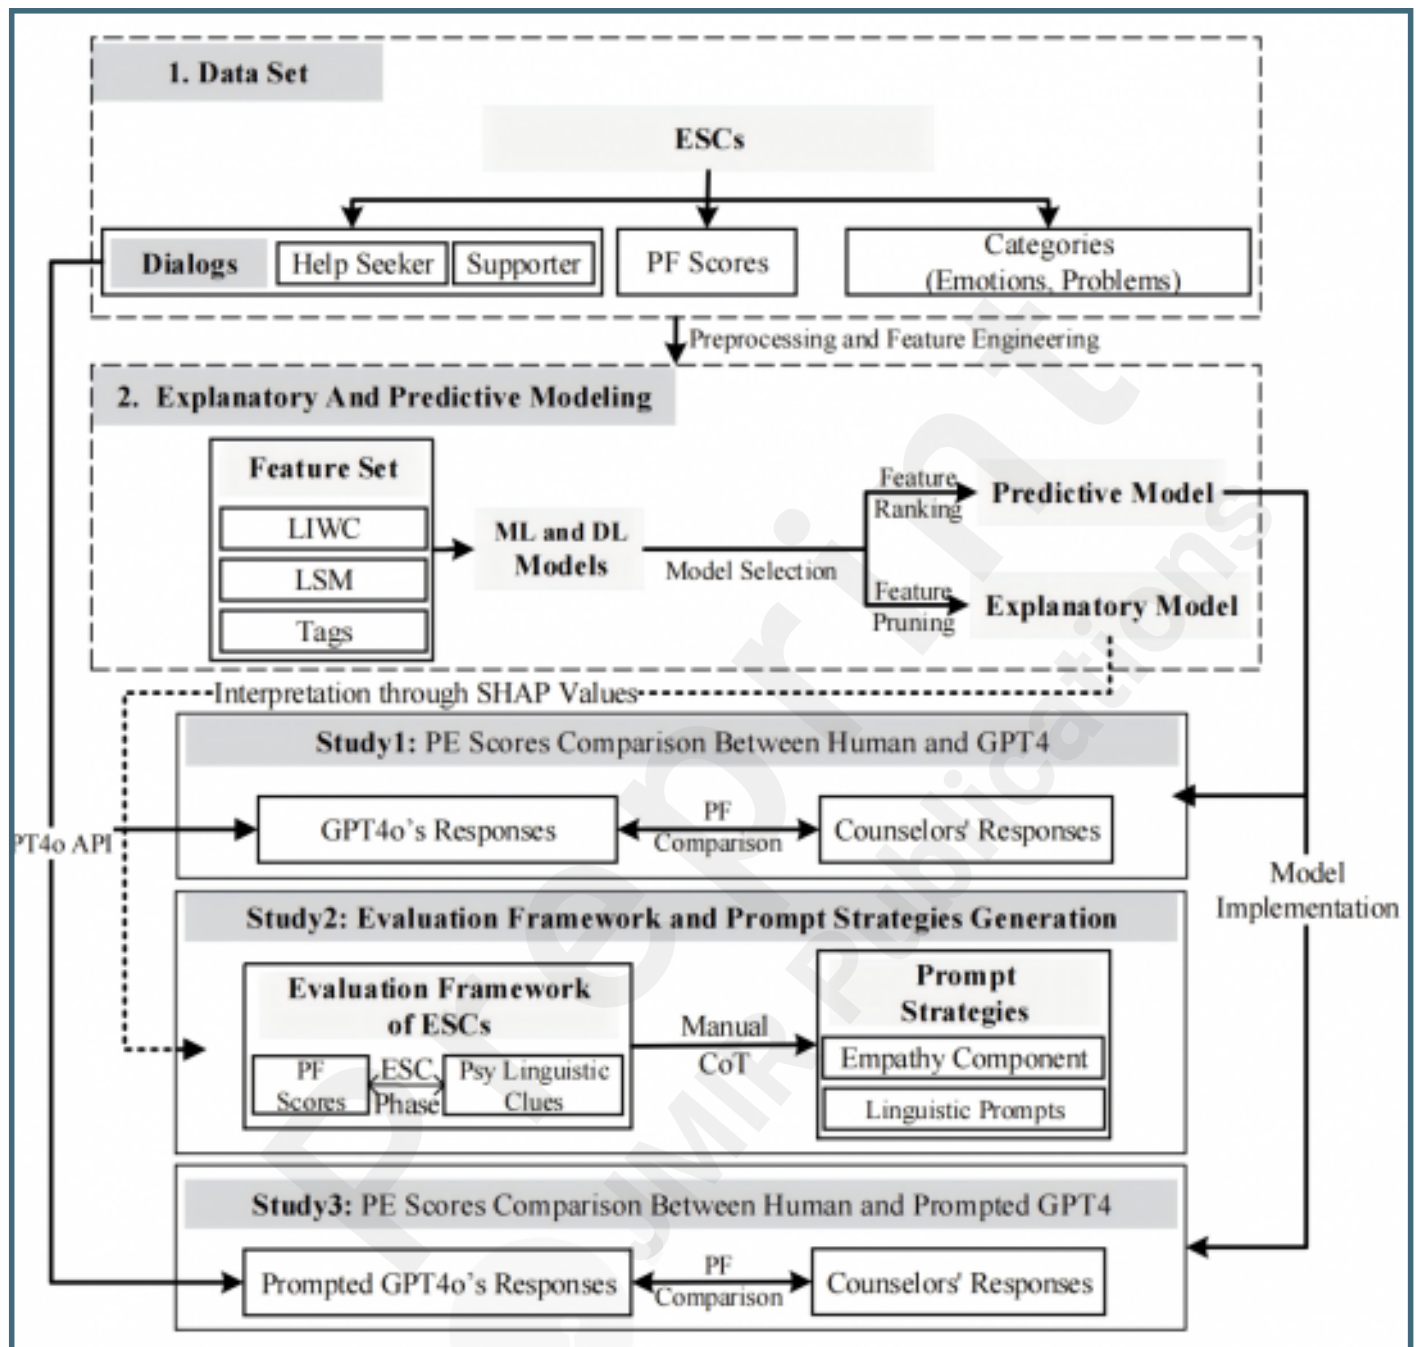 1. Data Set
ESCs
Dialogs
Help Seeker
Supporter
PF Scores
Categories
(Emotions, Problems)
Preprocessing and Feature Engineering
2. Explanatory And Predictive Modeling
Feature Set
LIWC
LSM
Tags
ML and DL
Models
Model Selection
Feature
Ranking
Predictive Model
Feature
Pruning
Explanatory Model
Interpretation through SHAP Values
Study1: PE Scores Comparison Between Human and GPT4
PT4o API
GPT4o's Responses
PF
Comparison
Counselors' Responses
Model
Implementation
Study2: Evaluation Framework and Prompt Strategies Generation
Evaluation Framework
of ESCs
PF
Scores
ESC
Phase
Psy Linguistic
Clues
Manual
CoT
Prompt
Strategies
Empathy Component
Linguistic Prompts
Study3: PE Scores Comparison Between Human and Prompted GPT4
Prompted GPT4o's Responses
PF
Comparison
Counselors' Responses
Preprint
JMIR Publications